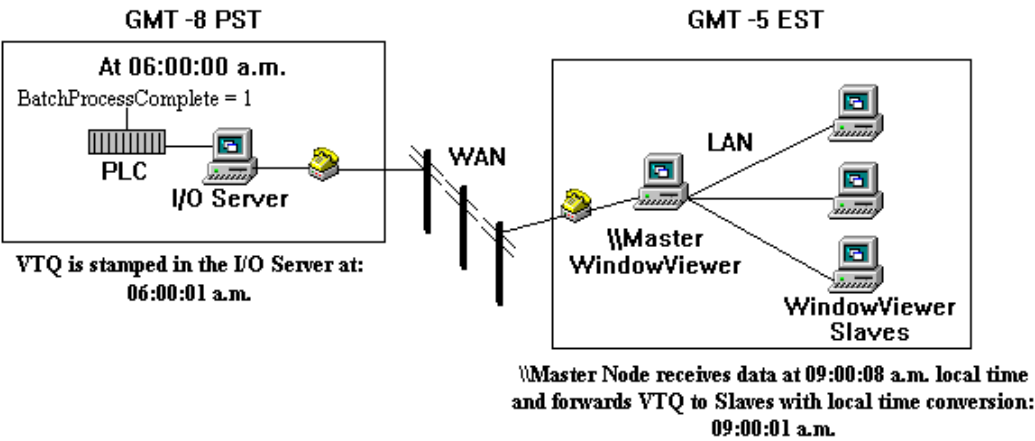 GMT -8 PST
GMT -5 EST
At 06:00:00 a.m.
BatchProcessComplete = 1
PLC
I/O Server
WAN
LAN
\\Master
WindowViewer
WindowViewer
Slaves
VTQ is stamped in the I/O Server at:
06:00:01 a.m.
\\Master Node receives data at 09:00:08 a.m. local time
and forwards VTQ to Slaves with local time conversion:
09:00:01 a.m.